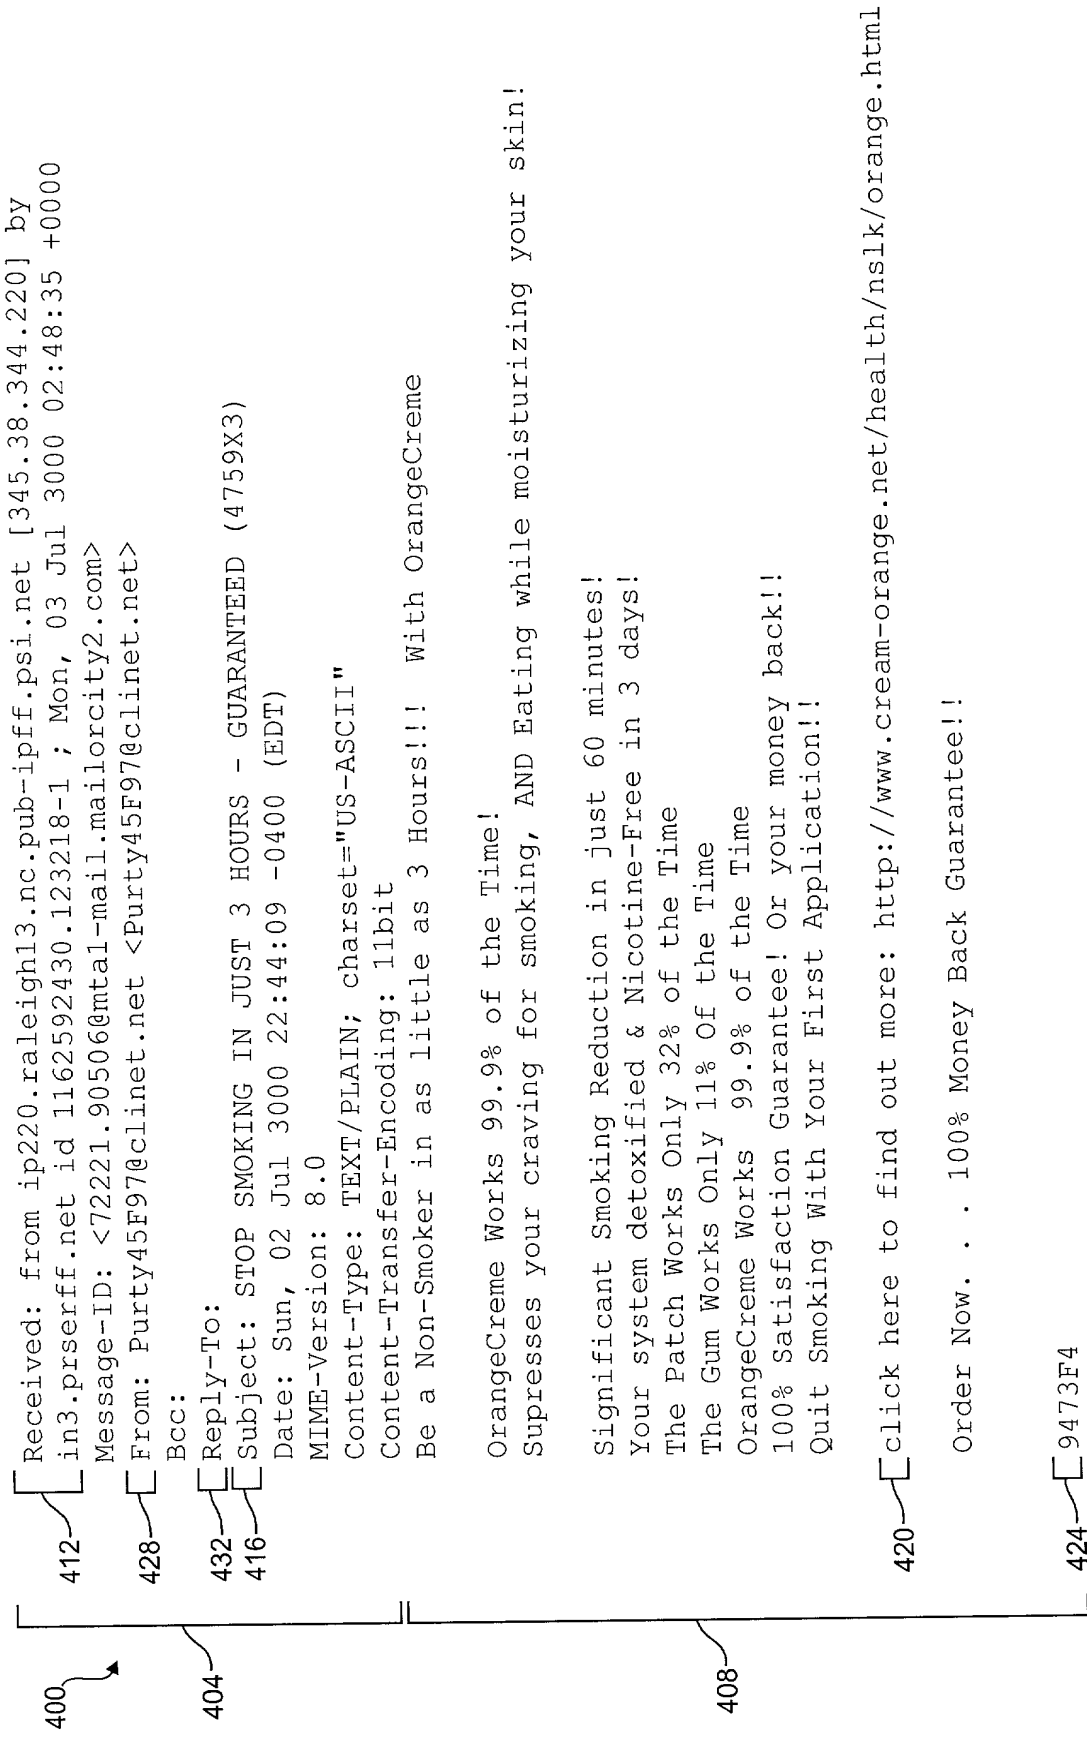 400
404
412 Received: from ip220.raleigh13.nc.pub-ipff.psi.net [345.38.344.220] by
in3.prserff.net id 1162592430.123218-1 ; Mon, 03 Jul 3000 02:48:35 +0000
Message-ID: <72221.90506@mtal-mail.mailorcity2.com>
428 From: Purty45F97@clinet.net <Purty45F97@clinet.net>
Bcc:
432 Reply-To:
416 Subject: STOP SMOKING IN JUST 3 HOURS - GUARANTEED (4759X3)
Date: Sun, 02 Jul 3000 22:44:09 -0400 (EDT)
MIME-Version: 8.0
Content-Type: TEXT/PLAIN; charset="US-ASCII"
Content-Transfer-Encoding: 11bit
408
Be a Non-Smoker in as little as 3 Hours!!! With OrangeCreme
OrangeCreme Works 99.9% of the Time!
Supresses your craving for smoking, AND Eating while moisturizing your skin!
Significant Smoking Reduction in just 60 minutes!
Your system detoxified & Nicotine-Free in 3 days!
The Patch Works Only 32% of the Time
The Gum Works Only 11% Of the Time
OrangeCreme Works 99.9% of the Time
100% Satisfaction Guarantee! Or your money back!!
Quit Smoking With Your First Application!!
420 click here to find out more: http://www.cream-orange.net/health/nslk/orange.html
Order Now. . . 100% Money Back Guarantee!!
424 9473F4